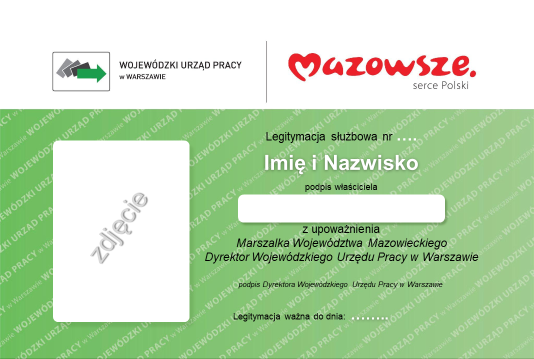 WOJEWÓDZKI URZĄD PRACY
w WARSZAWIE
Mazowsze.
serce Polski
Legitymacja służbowa nr ....
Imię i Nazwisko
podpis właściciela
zdjęcie
z upoważnienia
Marszalka Województwa Mazowieckiego
Dyrektor Wojewódzkiego Urzędu Pracy w Warszawie
podpis Dyrektora Wojewódzkiego Urzędu Pracy w Warszawie
Legitymacja ważna do dnia: ........